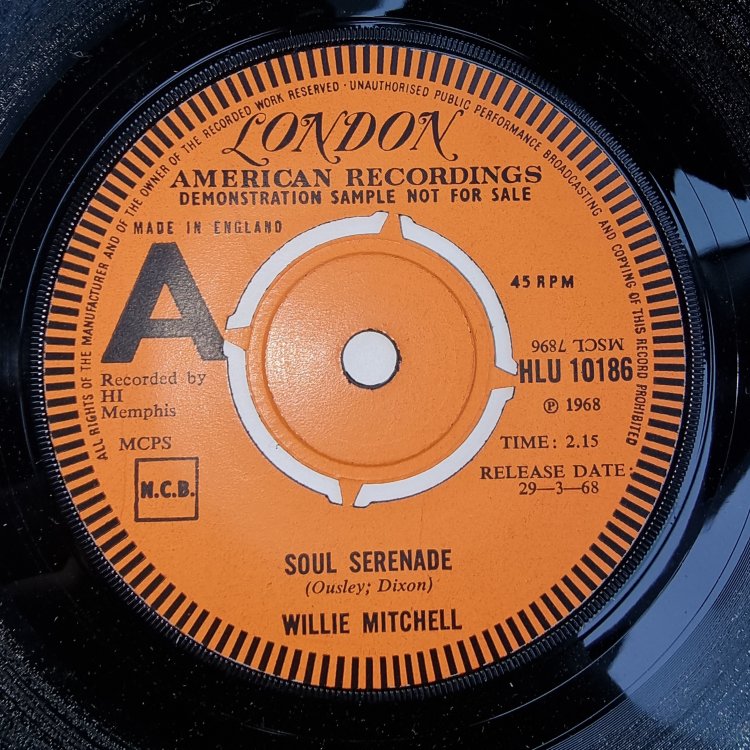 ALL RIGHTS OF THE MANUFACTURER AND OF THE OWNER OF THE RECORDED WORK RESERVED · UNAUTHORISED PUBLIC PERFORMANCE BROADCASTING AND COPYING OF THIS RECORD PROHIBITED
LONDON
AMERICAN RECORDINGS
DEMONSTRATION SAMPLE NOT FOR SALE
MADE IN ENGLAND
A
45 RPM
MSCL 7896
HLU 10186
Recorded by
HI
Memphis
℗ 1968
MCPS
TIME: 2.15
N.C.B.
RELEASE DATE:
29—3—68
SOUL SERENADE
(Ousley; Dixon)
WILLIE MITCHELL